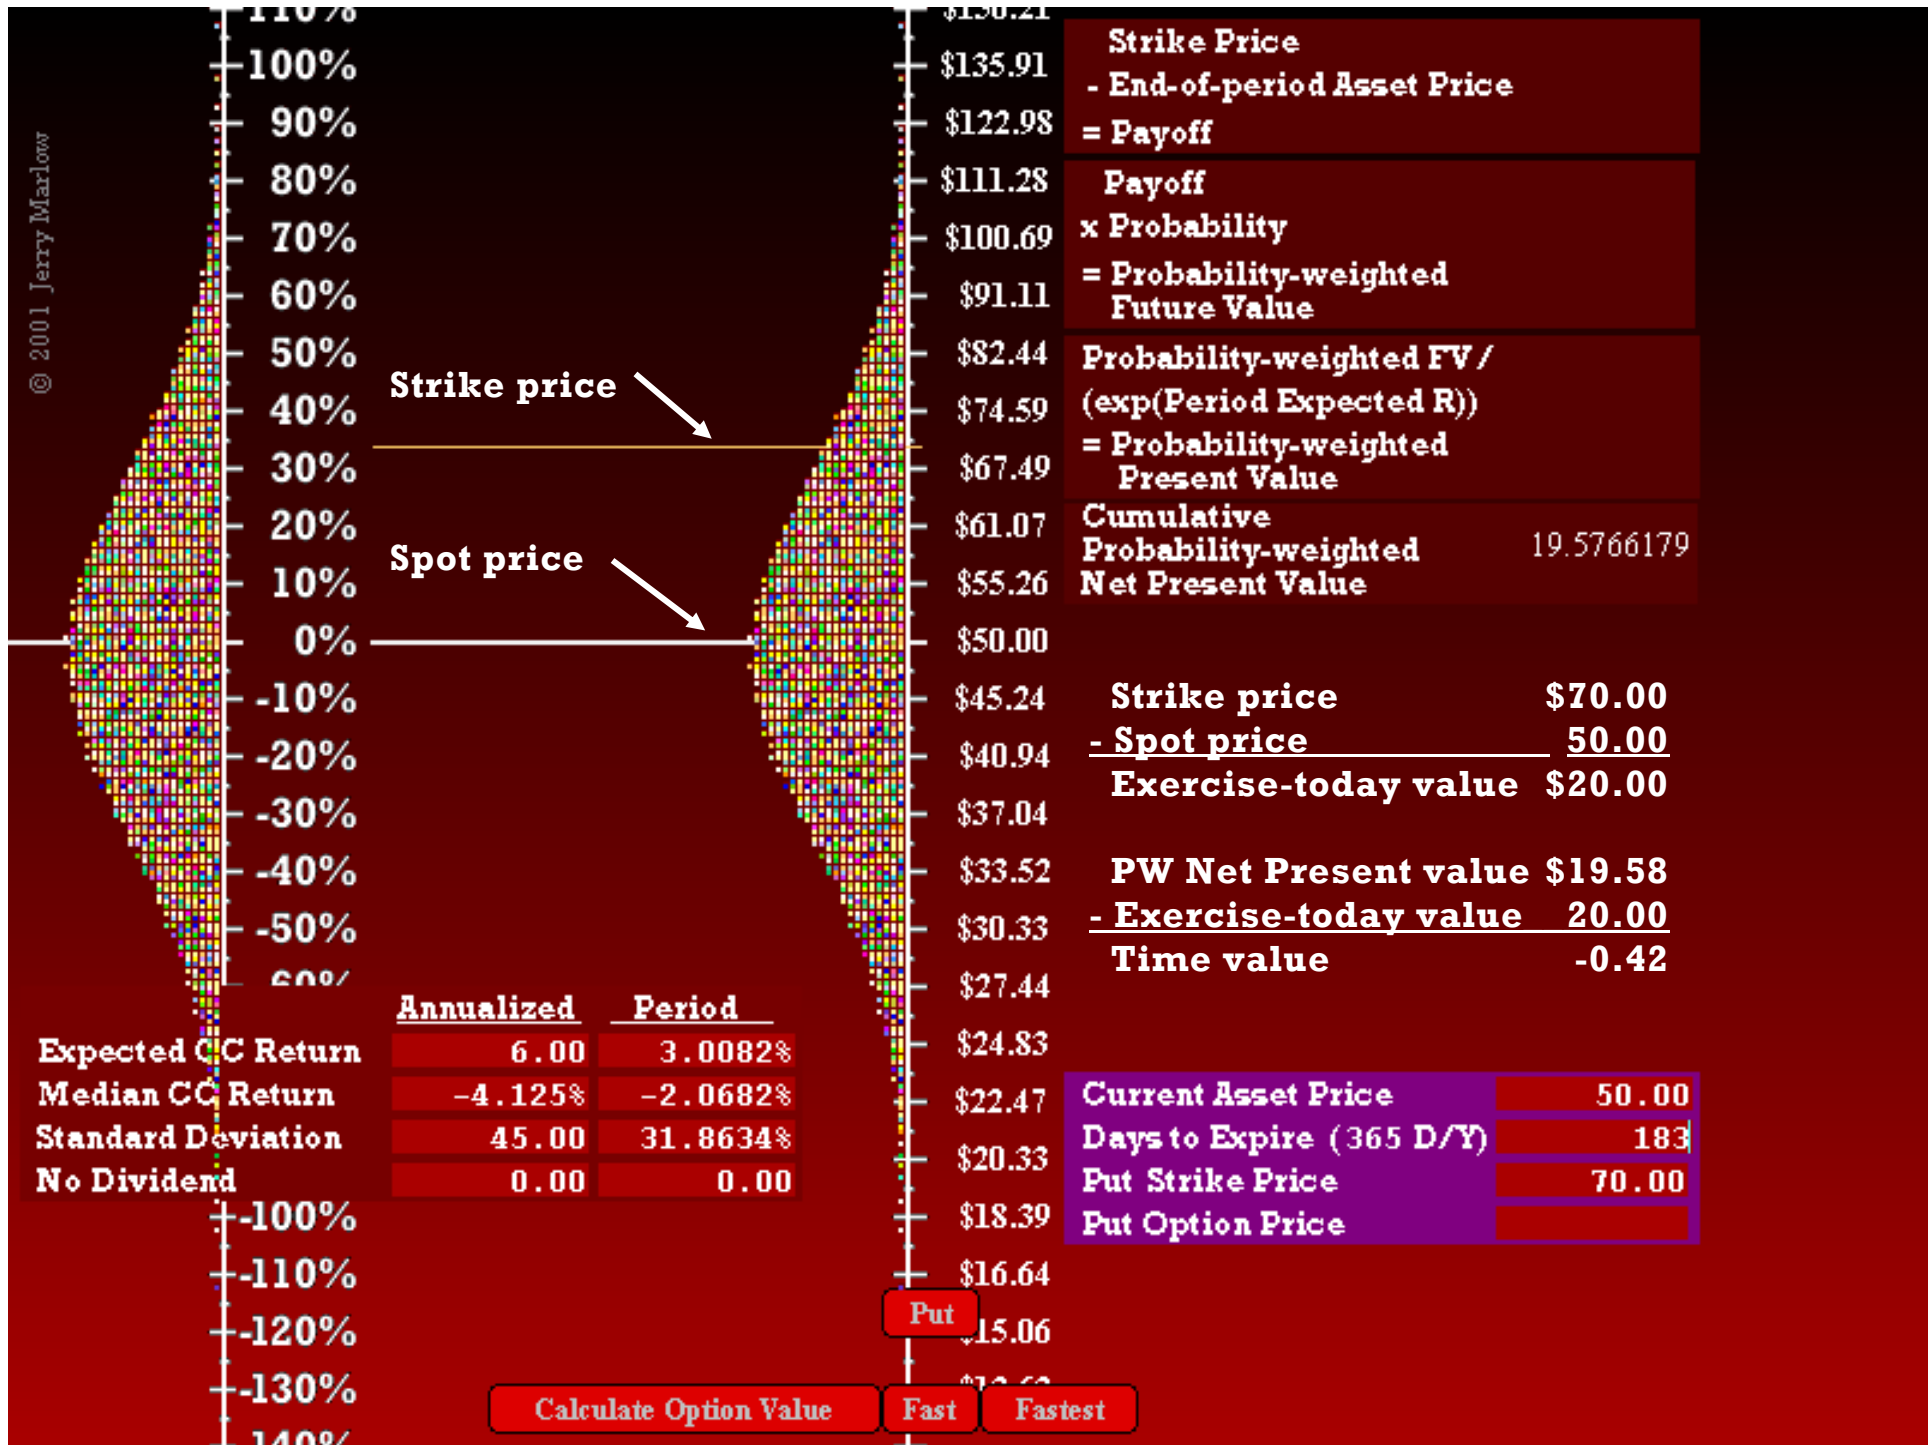 © 2001 Jerry Marlow
110%
100%
90%
80%
70%
60%
50%
40%
30%
20%
10%
0%
-10%
-20%
-30%
-40%
-50%
-100%
-110%
-120%
-130%
Strike price
Spot price
$135.91
$122.98
$111.28
$100.69
$91.11
$82.44
$74.59
$67.49
$61.07
$55.26
$50.00
$45.24
$40.94
$37.04
$33.52
$30.33
$27.44
$24.83
$22.47
$20.33
$18.39
$16.64
Strike Price
- End-of-period Asset Price
= Payoff
Payoff
x Probability
= Probability-weighted
Future Value
Probability-weighted FV /
(exp(Period Expected R))
= Probability-weighted
Present Value
Cumulative
Probability-weighted 19.5766179
Net Present Value
Strike price $70.00
- Spot price 50.00
Exercise-today value $20.00
PW Net Present value $19.58
- Exercise-today value 20.00
Time value -0.42
Annualized Period
Expected CC Return 6.00 3.0082%
Median CC Return -4.125% -2.0682%
Standard Deviation 45.00 31.8634%
No Dividend 0.00 0.00
Current Asset Price 50.00
Days to Expire (365 D/Y) 183
Put Strike Price 70.00
Put Option Price
Put
15.06
Calculate Option Value
Fast
Fastest